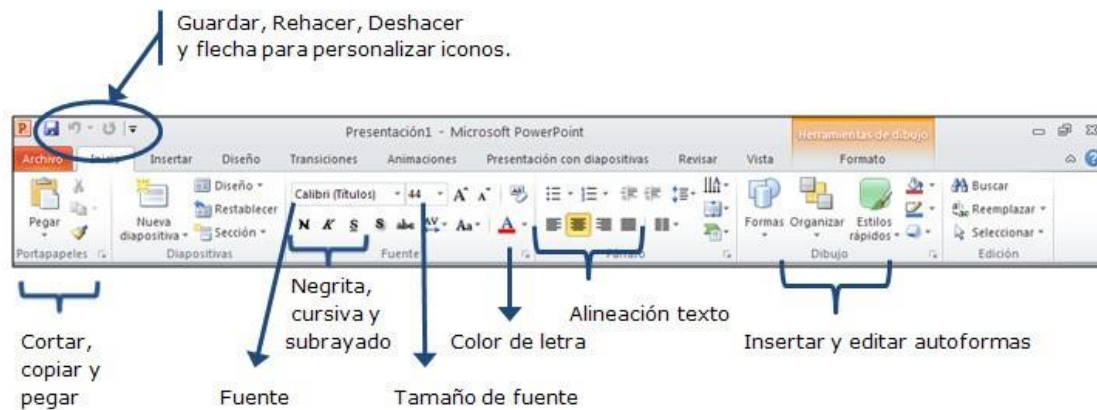 Guardar, Rehacer, Deshacer
y flecha para personalizar iconos.
Presentación1 - Microsoft PowerPoint
Herramientas de dibujo
Archivo Inicio Insertar Diseño Transiciones Animaciones Presentación con diapositivas Revisar Vista Formato
Pegar
Portapapeles
Nueva
diapositiva
Diseño
Restablecer
Sección
Diapositivas
Calibri (Títulos) 44 A A
N K S S abc AV Aa A
Fuente
Párrafo
Formas
Organizar
Estilos
rápidos
Dibujo
Buscar
Reemplazar
Seleccionar
Edición
Cortar,
copiar y
pegar
Fuente
Negrita,
cursiva y
subrayado
Tamaño de fuente
Color de letra
Alineación texto
Insertar y editar autoformas